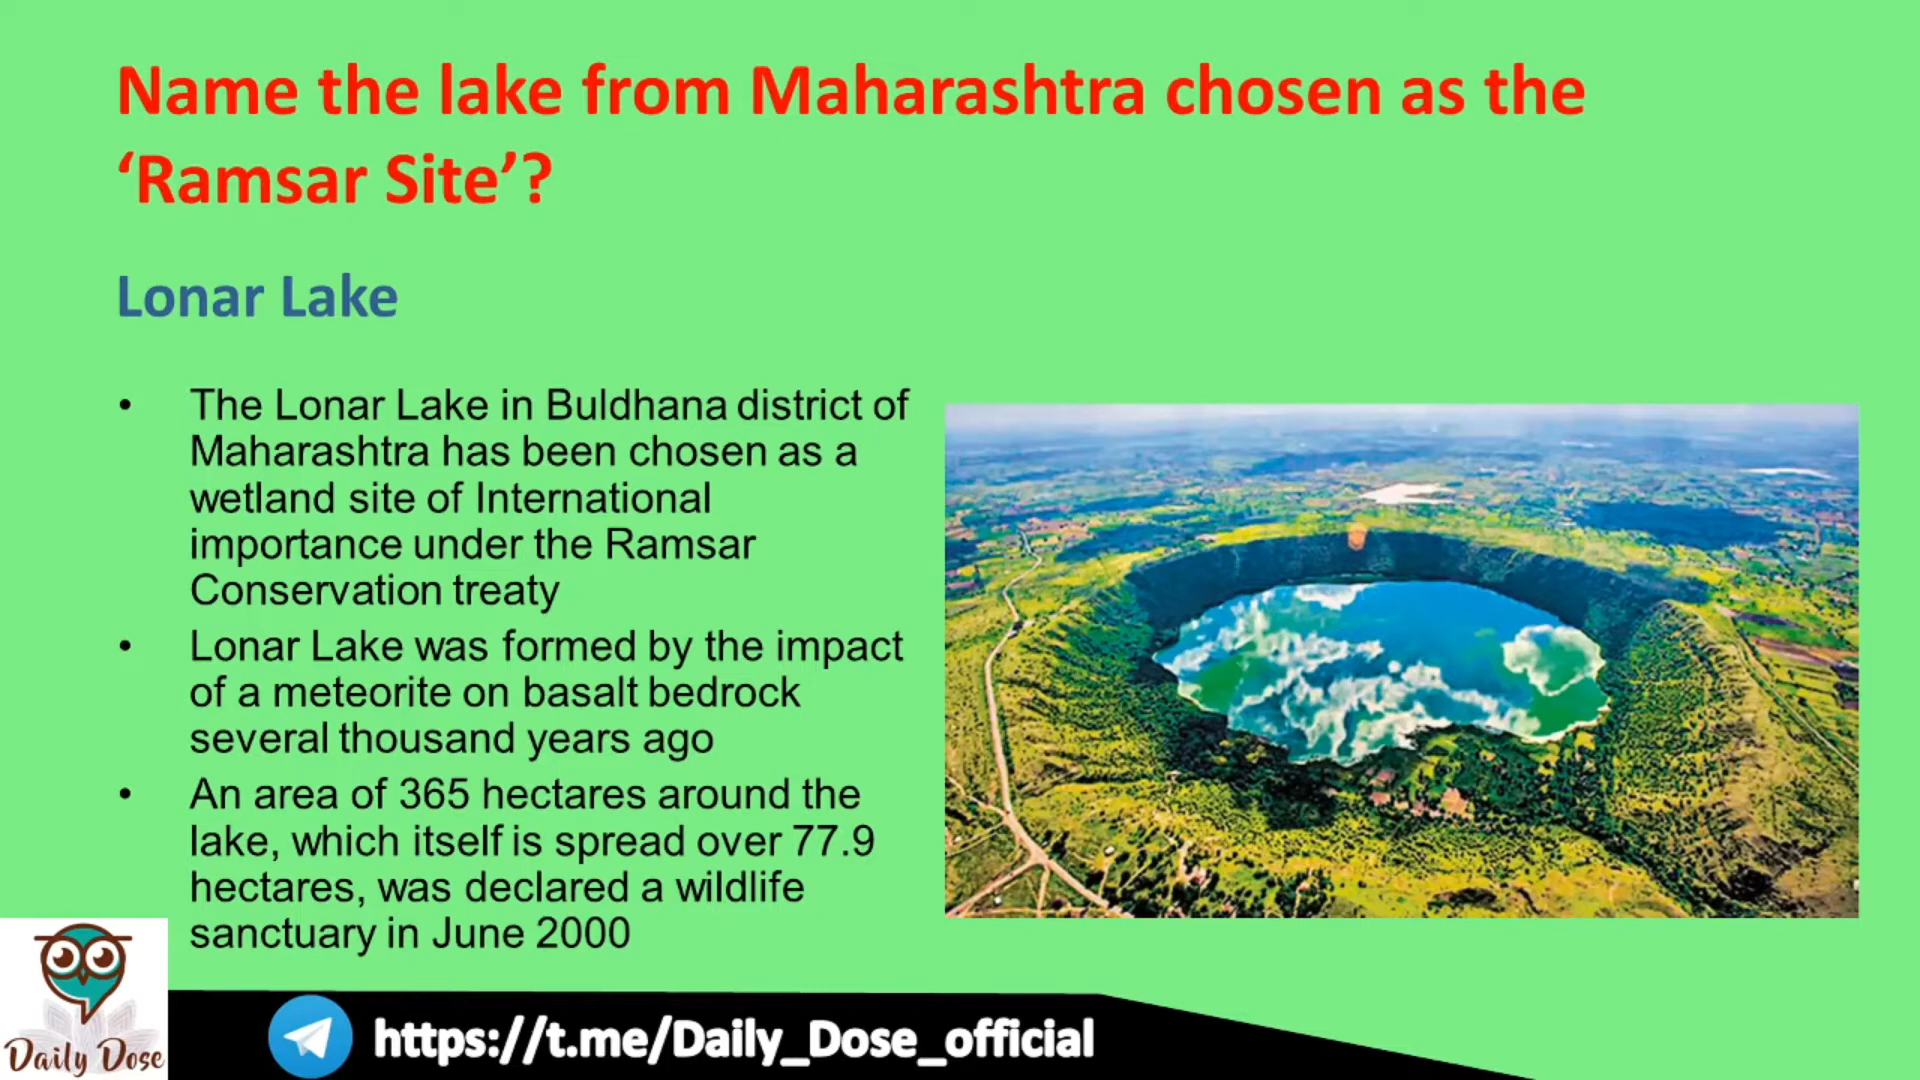 Name the lake from Maharashtra chosen as the
‘Ramsar Site’?
Lonar Lake
• The Lonar Lake in Buldhana district of
Maharashtra has been chosen as a
wetland site of International
importance under the Ramsar
Conservation treaty
• Lonar Lake was formed by the impact
of a meteorite on basalt bedrock
several thousand years ago
• An area of 365 hectares around the
lake, which itself is spread over 77.9
hectares, was declared a wildlife
sanctuary in June 2000
Daily Dose
https://t.me/Daily_Dose_official